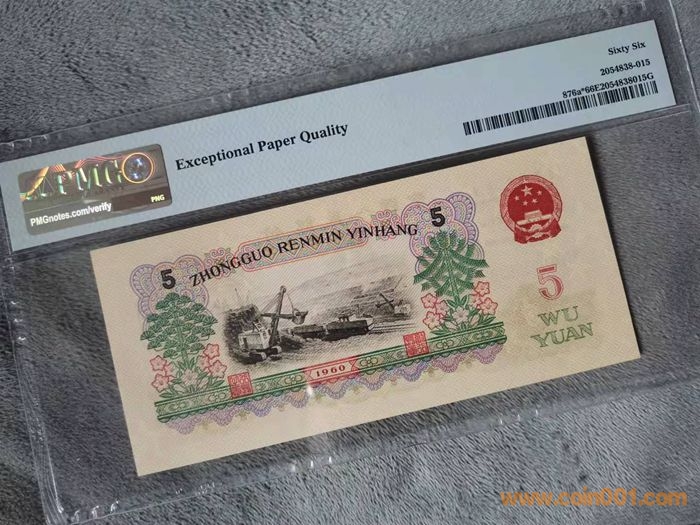 Sixty Six
2054838-015
876a*66E2054838015G
Exceptional Paper Quality
PMG
PMGnotes.com/verify
PNG
5
ZHONGGUO RENMIN YINHANG
5
5
WU
YUAN
1960
www.coin001.com